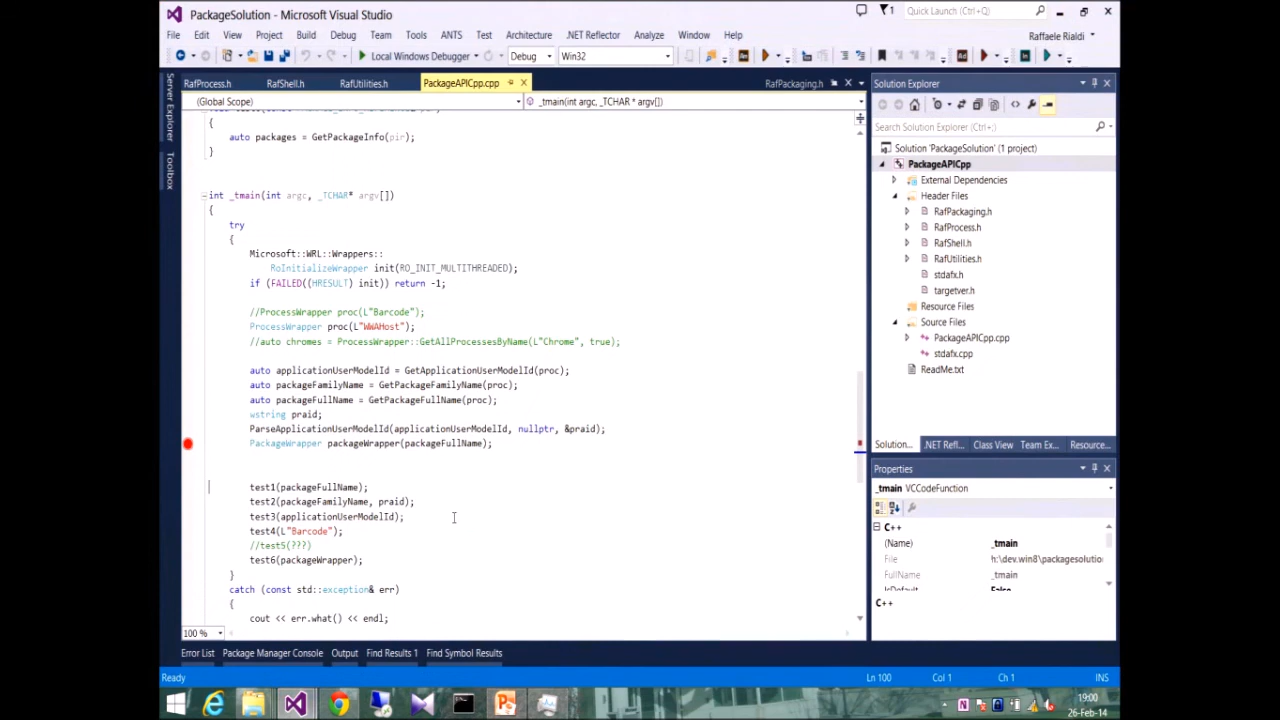 PackageSolution - Microsoft Visual Studio
1
Quick Launch (Ctrl+Q)
File Edit View Project Build Debug Team Tools ANTS Test Architecture .NET Reflector Analyze Window Help
Raffaele Rialdi
Local Windows Debugger Debug Win32
Server Explorer
Toolbox
RafProcess.h RafShell.h RafUtilities.h PackageAPICpp.cpp RafPackaging.h
(Global Scope) _tmain(int argc, _TCHAR * argv[])
{
auto packages = GetPackageInfo(pir);
}
int _tmain(int argc, _TCHAR* argv[])
{
try
{
Microsoft::WRL::Wrappers::
RoInitializeWrapper init(RO_INIT_MULTITHREADED);
if (FAILED((HRESULT) init)) return -1;
//ProcessWrapper proc(L"Barcode");
ProcessWrapper proc(L"WWAHost");
//auto chromes = ProcessWrapper::GetAllProcessesByName(L"Chrome", true);
auto applicationUserModelId = GetApplicationUserModelId(proc);
auto packageFamilyName = GetPackageFamilyName(proc);
auto packageFullName = GetPackageFullName(proc);
wstring praid;
ParseApplicationUserModelId(applicationUserModelId, nullptr, &praid);
PackageWrapper packageWrapper(packageFullName);
test1(packageFullName);
test2(packageFamilyName, praid);
test3(applicationUserModelId);
test4(L"Barcode");
//test5(???)
test6(packageWrapper);
}
catch (const std::exception& err)
{
cout << err.what() << endl;
100 %
Solution Explorer
Search Solution Explorer (Ctrl+;)
Solution 'PackageSolution' (1 project)
PackageAPICpp
External Dependencies
Header Files
RafPackaging.h
RafProcess.h
RafShell.h
RafUtilities.h
stdafx.h
targetver.h
Resource Files
Source Files
PackageAPICpp.cpp
stdafx.cpp
ReadMe.txt
Solution... .NET Refl... Class View Team Ex... Resource...
Properties
_tmain VCCodeFunction
C++
(Name) _tmain
File h:\dev.win8\packagesolutio
FullName _tmain
IsDefault False
C++
Error List Package Manager Console Output Find Results 1 Find Symbol Results
Ready Ln 100 Col 1 Ch 1 INS
19:00
26-Feb-14